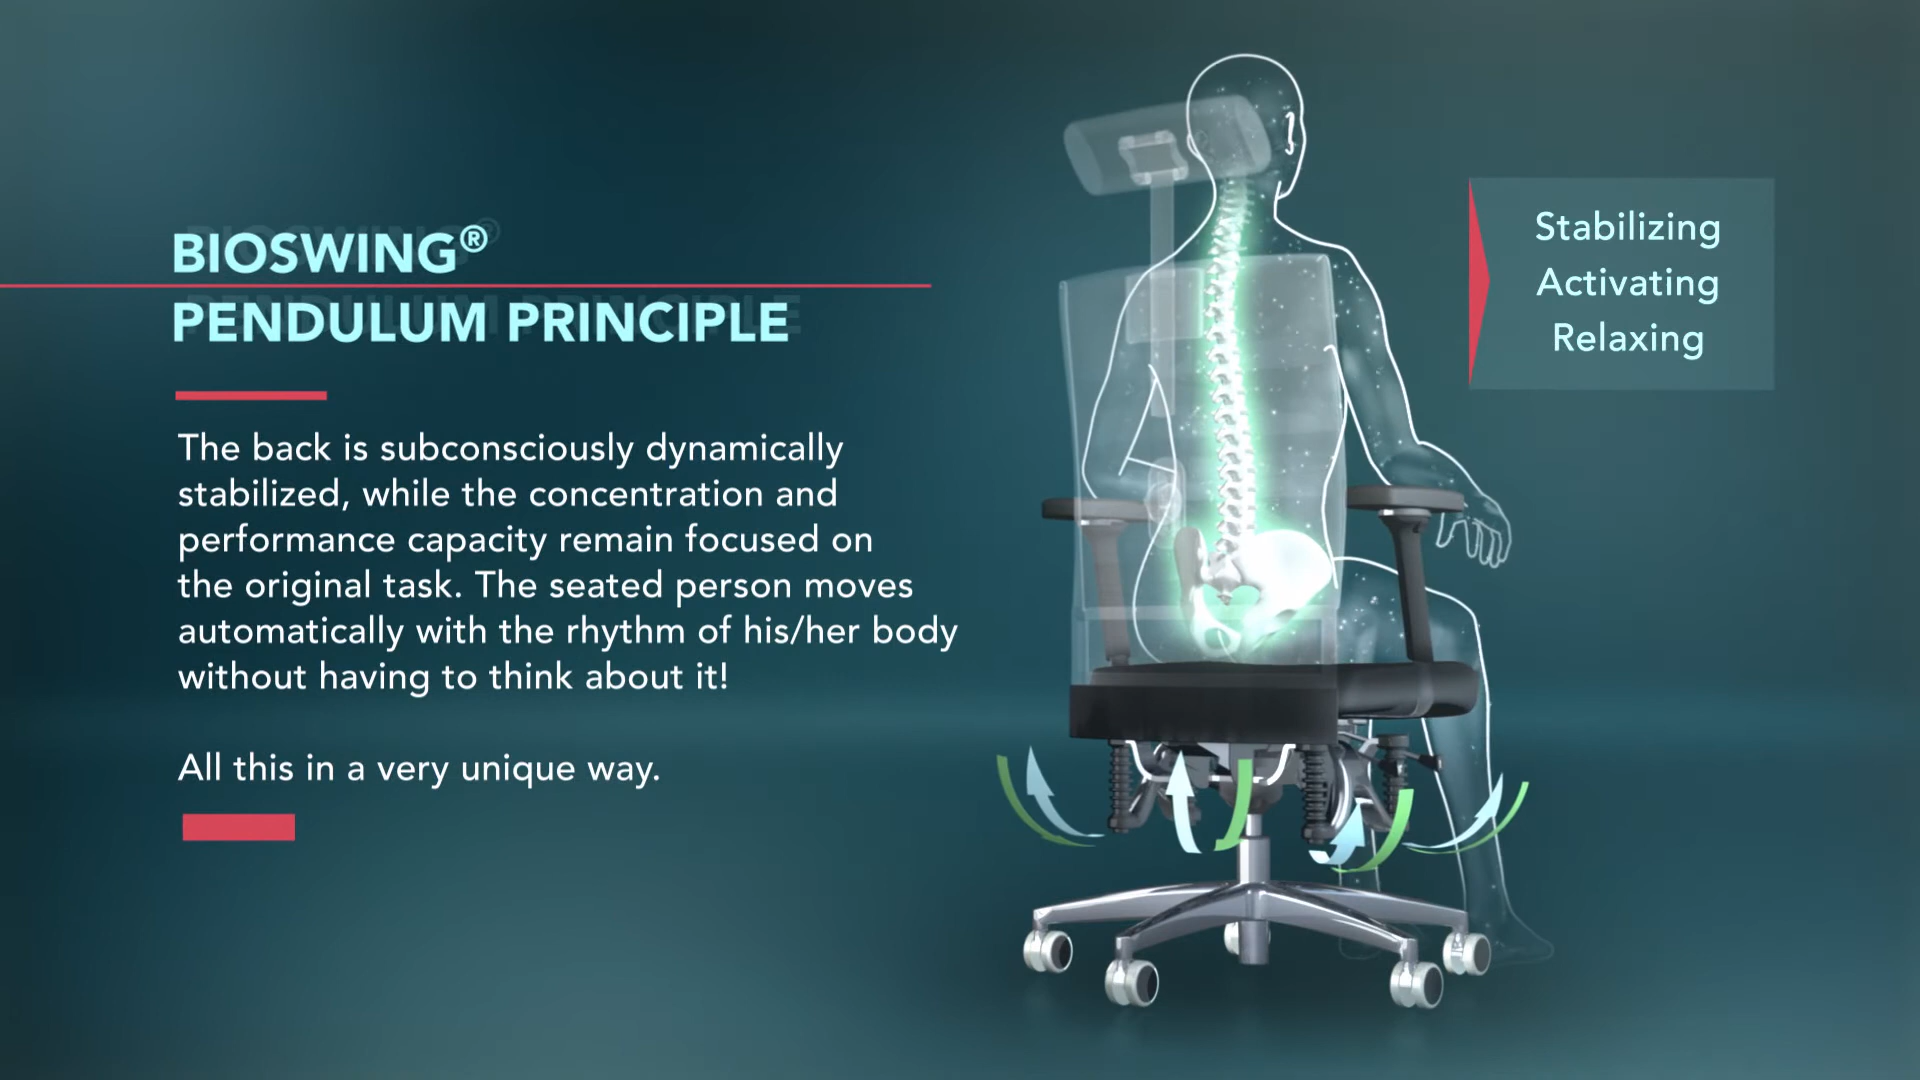 BIOSWING®
PENDULUM PRINCIPLE
The back is subconsciously dynamically
stabilized, while the concentration and
performance capacity remain focused on
the original task. The seated person moves
automatically with the rhythm of his/her body
without having to think about it!
All this in a very unique way.
Stabilizing
Activating
Relaxing